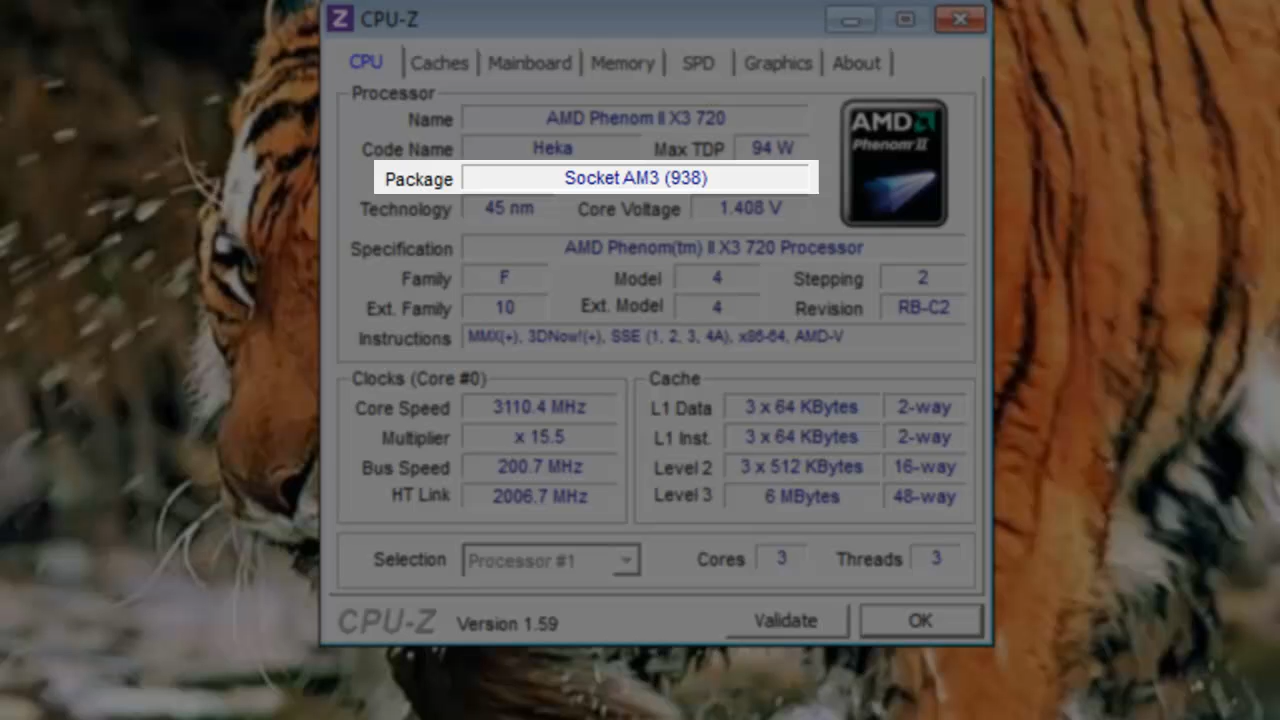 Z CPU-Z
CPU Caches Mainboard Memory SPD Graphics About
Processor
Name AMD Phenom II X3 720
Code Name Heka Max TDP 94 W
Package Socket AM3 (938)
Technology 45 nm Core Voltage 1.408 V
AMD
Phenom II
Specification AMD Phenom(tm) II X3 720 Processor
Family F Model 4 Stepping 2
Ext. Family 10 Ext. Model 4 Revision RB-C2
Instructions MMX(+), 3DNow!(+), SSE (1, 2, 3, 4A), x86-64, AMD-V
Clocks (Core #0)
Core Speed 3110.4 MHz
Multiplier x 15.5
Bus Speed 200.7 MHz
HT Link 2006.7 MHz
Cache
L1 Data 3 x 64 KBytes 2-way
L1 Inst. 3 x 64 KBytes 2-way
Level 2 3 x 512 KBytes 16-way
Level 3 6 MBytes 48-way
Selection Processor #1 Cores 3 Threads 3
CPU-Z Version 1.59 Validate OK